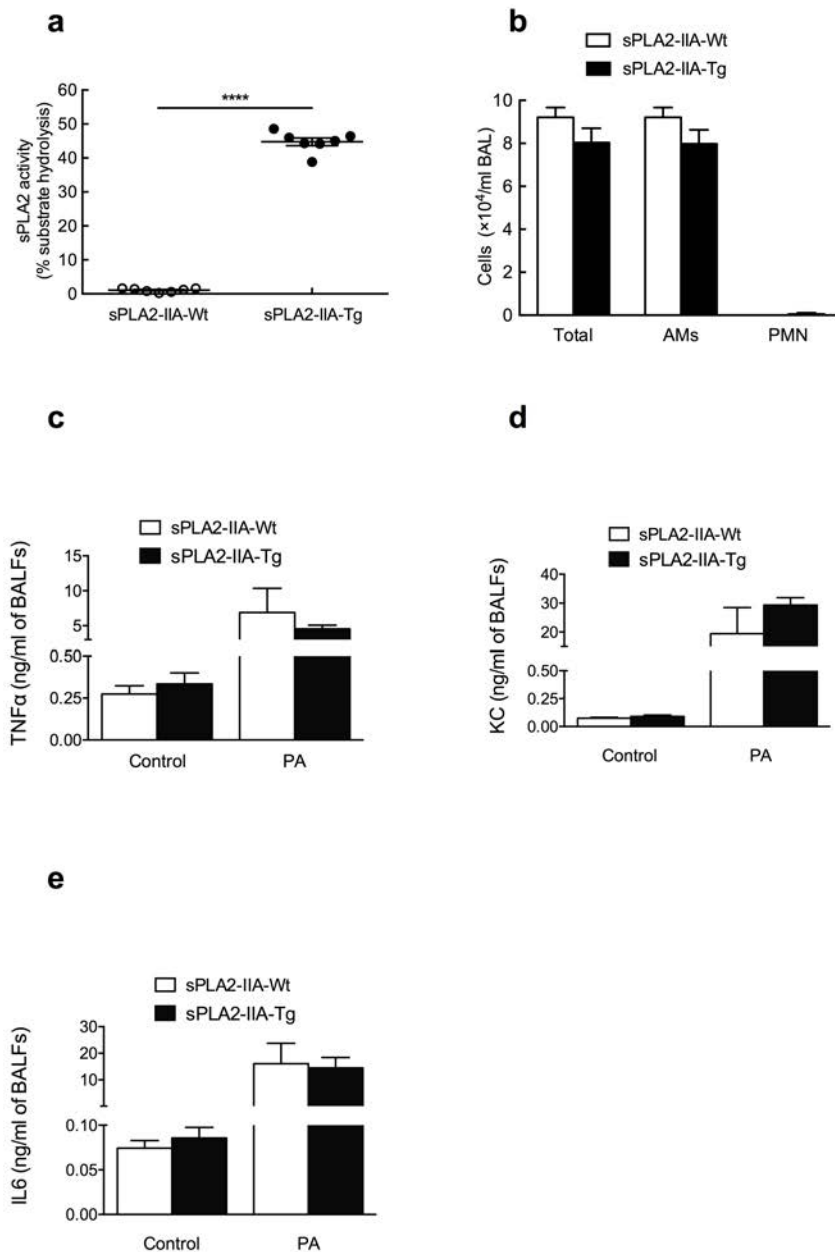 a
sPLA2 activity
(% substrate hydrolysis)
60
50
40
30
20
10
0
****
sPLA2-IIA-Wt
sPLA2-IIA-Tg
b
sPLA2-IIA-Wt
sPLA2-IIA-Tg
Cells (×10⁴/ml BAL)
10
8
6
4
2
0
Total
AMs
PMN
c
sPLA2-IIA-Wt
sPLA2-IIA-Tg
TNFα (ng/ml of BALFs)
15
10
5
0.50
0.25
0.00
Control
PA
d
sPLA2-IIA-Wt
sPLA2-IIA-Tg
KC (ng/ml of BALFs)
40
30
20
0.50
0.25
0.00
Control
PA
e
sPLA2-IIA-Wt
sPLA2-IIA-Tg
IL6 (ng/ml of BALFs)
30
20
10
0.10
0.05
0.00
Control
PA